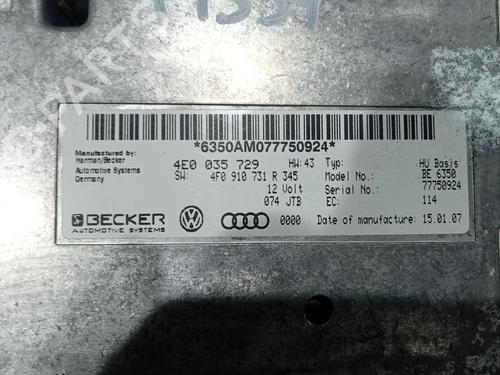 *6350AM077750924*
Manufactured by:
Harman/Becker
Automotive Systems
Germany
4E0 035 729 HW: 43 Typ: HU Basis
SW: 4F0 910 731 R 345 Model No.: BE 6350
12 Volt Serial No.: 77750924
074 JTB EC: 114
BECKER
AUTOMOTIVE SYSTEMS
0000 Date of manufacture: 15.01.07